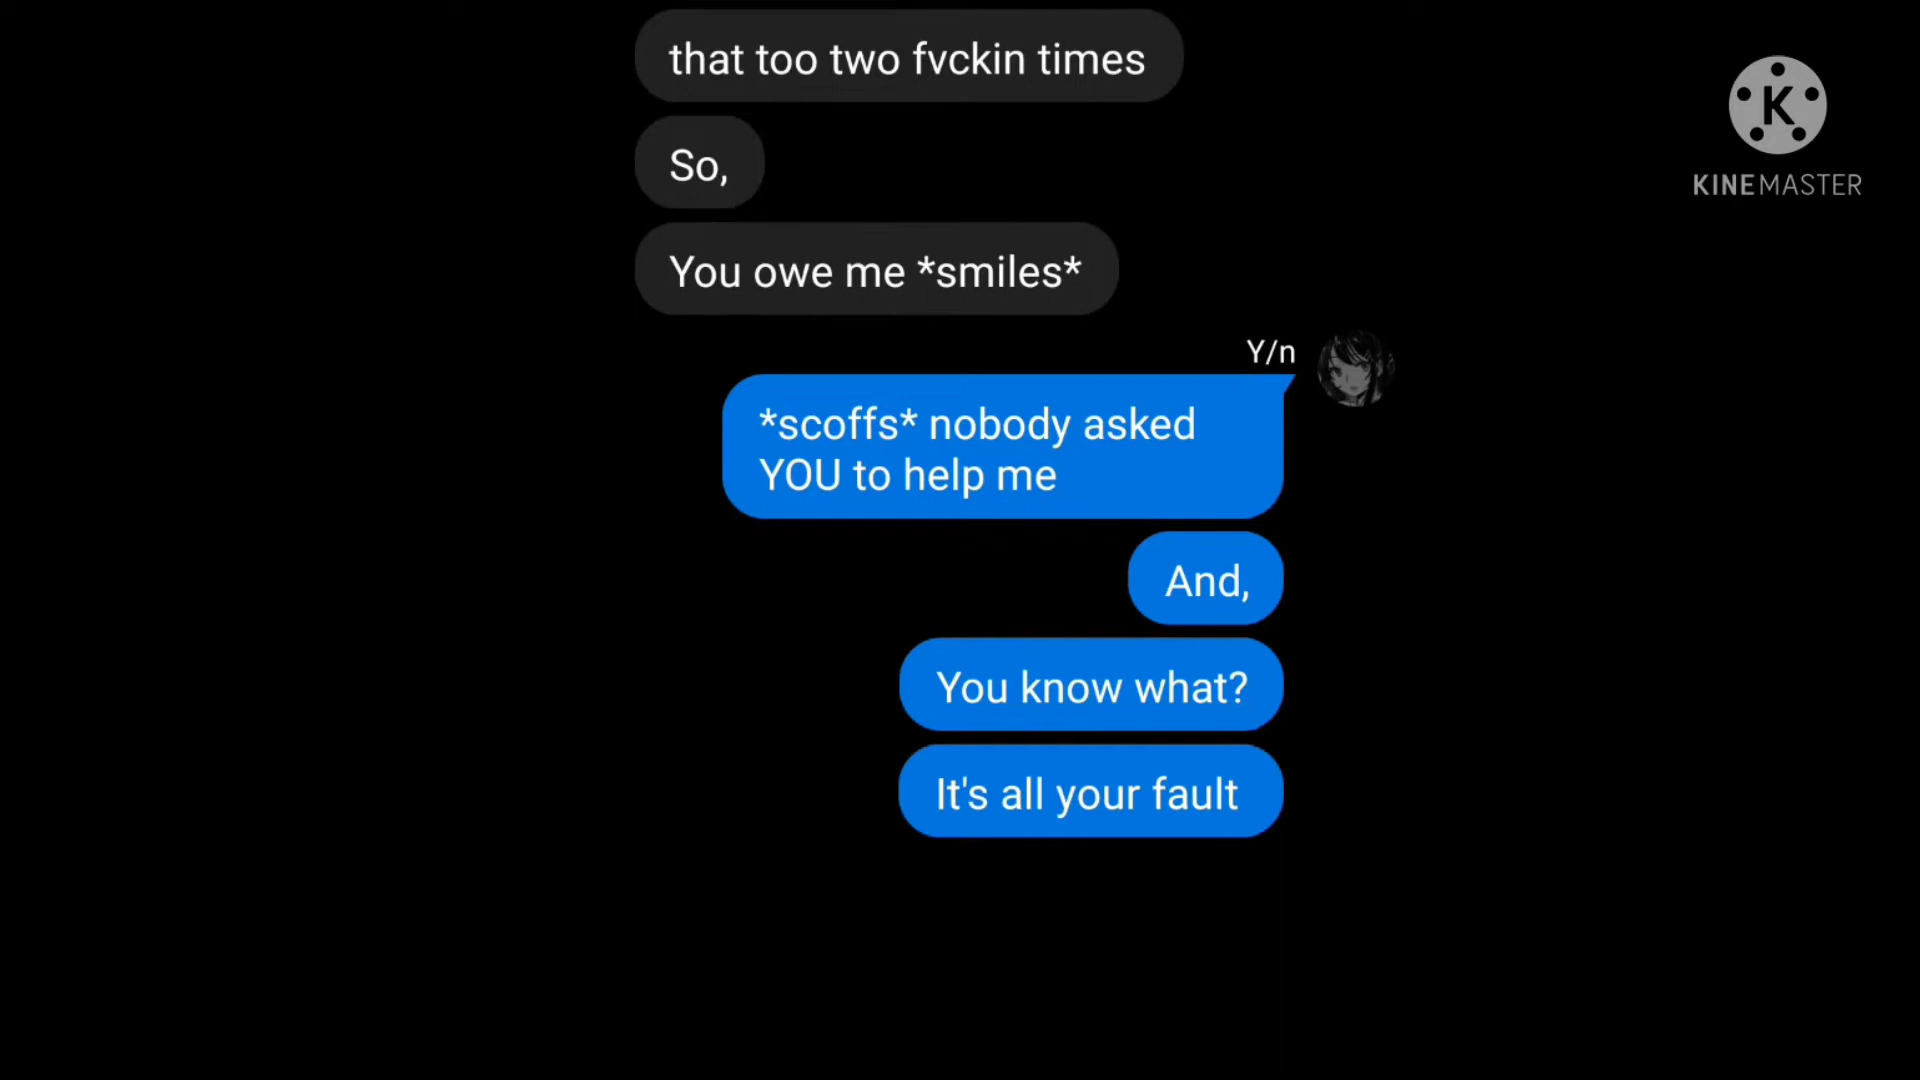 that too two fvckin times
So,
You owe me *smiles*
Y/n
*scoffs* nobody asked
YOU to help me
And,
You know what?
It's all your fault
K
KINEMASTER